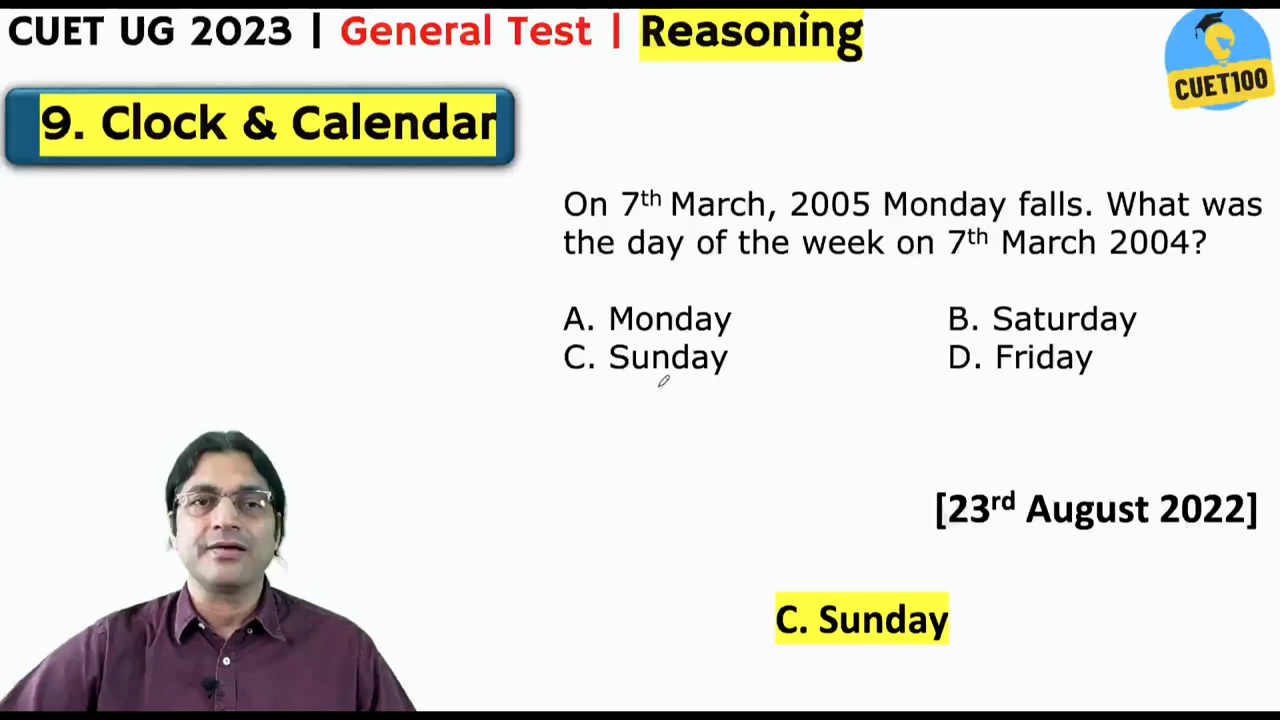 CUET UG 2023 | General Test | Reasoning
CUET100
9. Clock & Calendar
On 7th March, 2005 Monday falls. What was
the day of the week on 7th March 2004?
A. Monday B. Saturday
C. Sunday D. Friday
[23rd August 2022]
C. Sunday